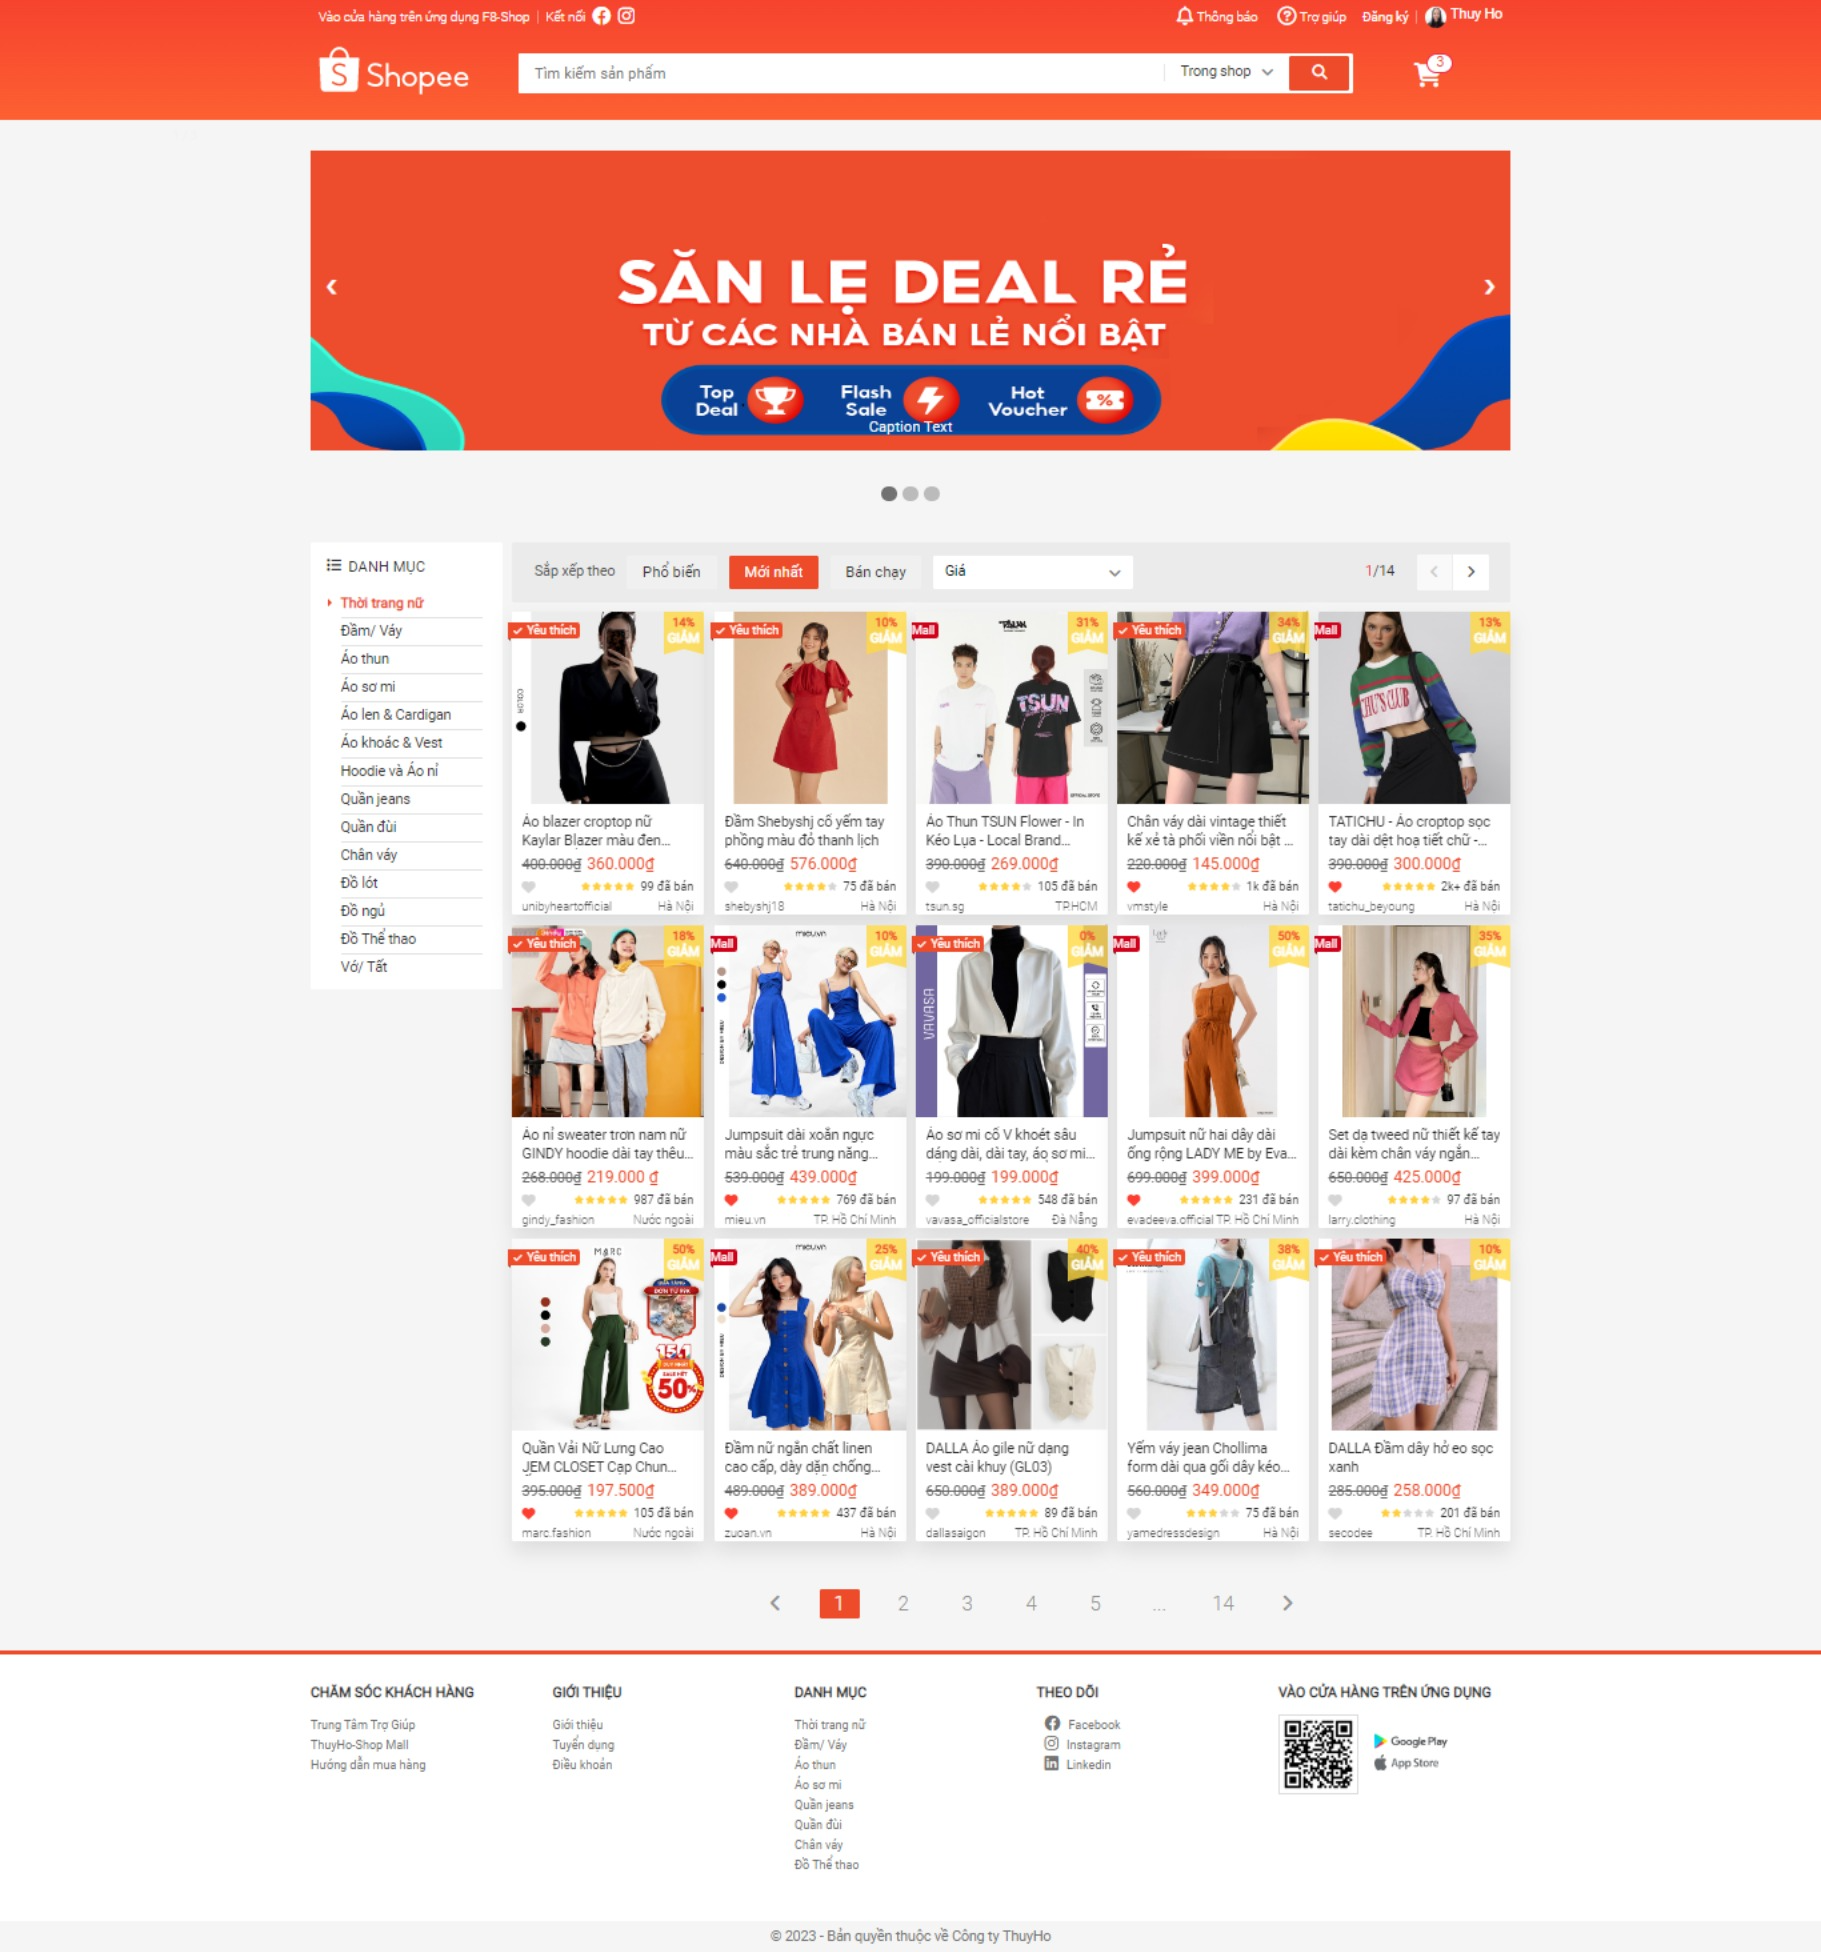 Vào cửa hàng trên ứng dụng F8-Shop | Kết nối
Thông báo Trợ giúp Đăng ký | Thuy Ho
Shopee
Tìm kiếm sản phẩm
Trong shop
3
SĂN LẺ DEAL RẺ
TỪ CÁC NHÀ BÁN LẺ NỔI BẬT
Top Deal
Flash Sale
Hot Voucher
Caption Text
DANH MỤC
Thời trang nữ
Đầm/ Váy
Áo thun
Áo sơ mi
Áo len & Cardigan
Áo khoác & Vest
Hoodie và Áo nỉ
Quần jeans
Quần đùi
Chân váy
Đồ lót
Đồ ngủ
Đồ Thể thao
Vớ/ Tất
Sắp xếp theo Phổ biến Mới nhất Bán chạy Giá 1/14
Yêu thích
14%
GIẢM
COLOR
Áo blazer croptop nữ
Kaylar Blazer màu đen...
400.000₫ 360.000₫
99 đã bán
unibyheartofficial Hà Nội
Yêu thích
10%
GIẢM
Đầm Shebyshj cổ yếm tay
phồng màu đỏ thanh lịch
640.000₫ 576.000₫
75 đã bán
shebyshj18 Hà Nội
Mall
31%
GIẢM
TSUN
Áo Thun TSUN Flower - In
Kéo Lụa - Local Brand...
390.000₫ 269.000₫
105 đã bán
tsun.sg TP.HCM
Yêu thích
34%
GIẢM
Chân váy dài vintage thiết
kế xẻ tà phối viền nổi bật ...
220.000₫ 145.000₫
1k đã bán
vmstyle Hà Nội
Mall
13%
GIẢM
CHU'S CLUB
TATICHU - Áo croptop sọc
tay dài dệt hoạ tiết chữ -...
390.000₫ 300.000₫
2k+ đã bán
tatichu_beyoung Hà Nội
Yêu thích
18%
GIẢM
Áo nỉ sweater trơn nam nữ
GINDY hoodie dài tay thêu...
268.000₫ 219.000 ₫
987 đã bán
gindy_fashion Nước ngoài
Mall
mieu.vn
10%
GIẢM
Jumpsuit dài xoắn ngực
màu sắc trẻ trung năng...
539.000₫ 439.000₫
769 đã bán
mieu.vn TP. Hồ Chí Minh
Yêu thích
0%
GIẢM
VAVASA
Áo sơ mi cổ V khoét sâu
dáng dài, dài tay, áo sơ mi...
199.000₫ 199.000₫
548 đã bán
vavasa_officialstore Đà Nẵng
Mall
50%
GIẢM
Jumpsuit nữ hai dây dài
ống rộng LADY ME by Eva...
699.000₫ 399.000₫
231 đã bán
evadeeva.official TP. Hồ Chí Minh
Mall
35%
GIẢM
Set dạ tweed nữ thiết kế tay
dài kèm chân váy ngắn...
650.000₫ 425.000₫
97 đã bán
larry.clothing Hà Nội
Yêu thích
MARC
50%
GIẢM
15.1
50%
Quần Vải Nữ Lưng Cao
JEM CLOSET Cạp Chun...
395.000₫ 197.500₫
105 đã bán
marc.fashion Nước ngoài
Mall
mieu.vn
25%
GIẢM
Đầm nữ ngắn chất linen
cao cấp, dày dặn chống...
489.000₫ 389.000₫
437 đã bán
zuoan.vn Hà Nội
Yêu thích
40%
GIẢM
DALLA Áo gile nữ dạng
vest cài khuy (GL03)
650.000₫ 389.000₫
89 đã bán
dallasaigon TP. Hồ Chí Minh
Yêu thích
38%
GIẢM
Yếm váy jean Chollima
form dài qua gối dây kéo...
560.000₫ 349.000₫
75 đã bán
yamedressdesign Hà Nội
Yêu thích
10%
GIẢM
DALLA Đầm dây hở eo sọc
xanh
285.000₫ 258.000₫
201 đã bán
secodee TP. Hồ Chí Minh
1 2 3 4 5 ... 14
CHĂM SÓC KHÁCH HÀNG
Trung Tâm Trợ Giúp
ThuyHo-Shop Mall
Hướng dẫn mua hàng
GIỚI THIỆU
Giới thiệu
Tuyển dụng
Điều khoản
DANH MỤC
Thời trang nữ
Đầm/ Váy
Áo thun
Áo sơ mi
Quần jeans
Quần đùi
Chân váy
Đồ Thể thao
THEO DÕI
Facebook
Instagram
Linkedin
VÀO CỬA HÀNG TRÊN ỨNG DỤNG
Google Play
App Store
© 2023 - Bản quyền thuộc về Công ty ThuyHo